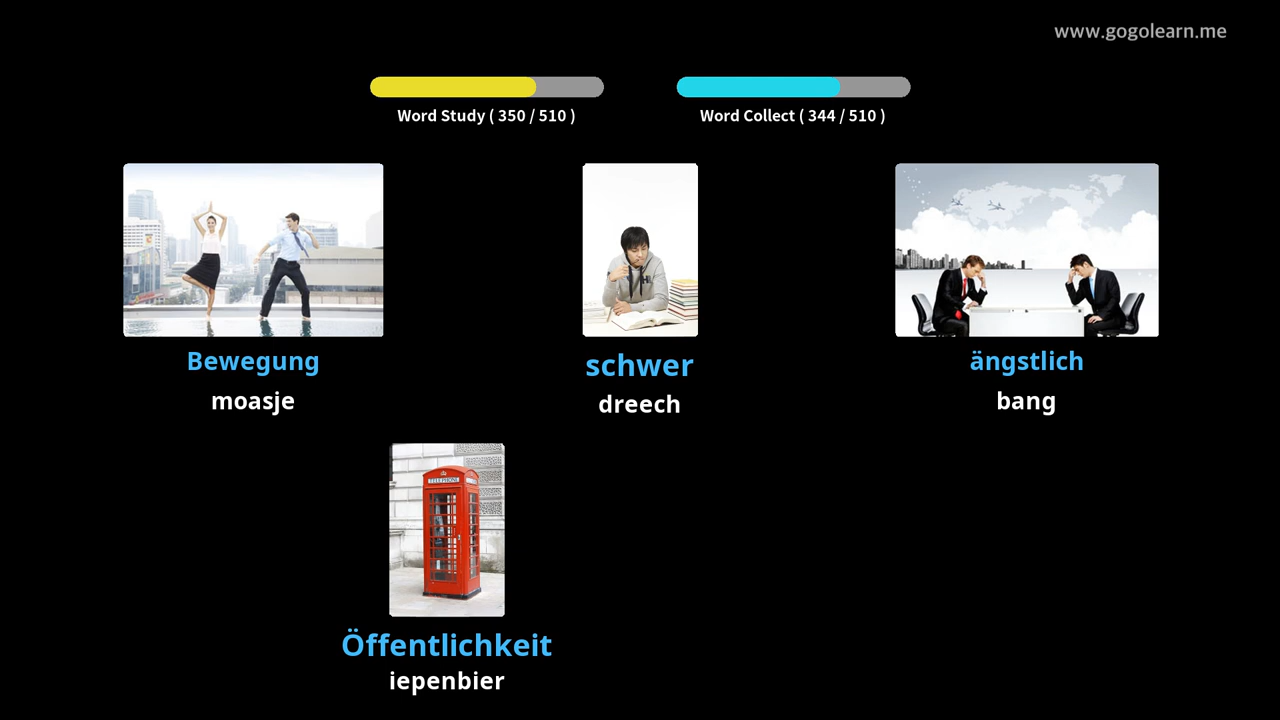 www.gogolearn.me
Word Study ( 350 / 510 )
Word Collect ( 344 / 510 )
Bewegung
moasje
schwer
dreech
ängstlich
bang
TELEPHONE
Öffentlichkeit
iepenbier